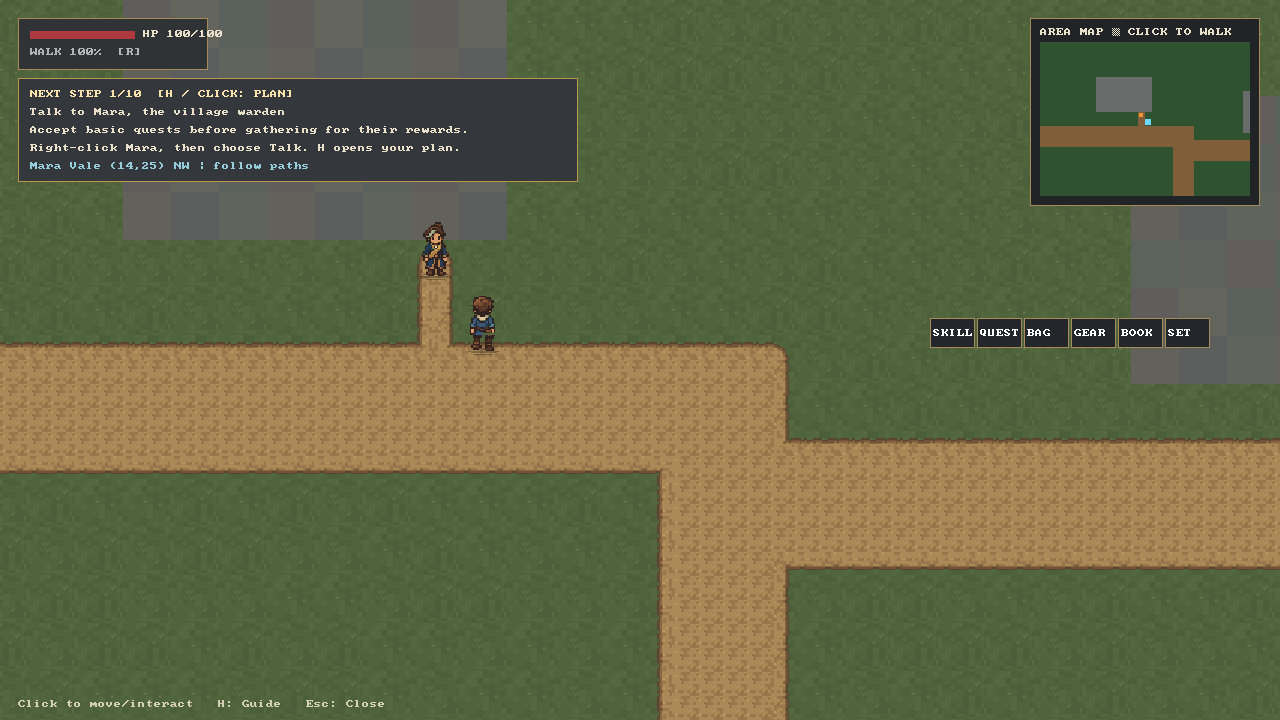 HP 100/100
WALK 100% [R]
NEXT STEP 1/10 [H / CLICK: PLAN]
Talk to Mara, the village warden
Accept basic quests before gathering for their rewards.
Right-click Mara, then choose Talk. H opens your plan.
Mara Vale (14,25) NW ¦ follow paths
AREA MAP ▒ CLICK TO WALK
SKILL QUEST BAG GEAR BOOK SET
Click to move/interact H: Guide Esc: Close